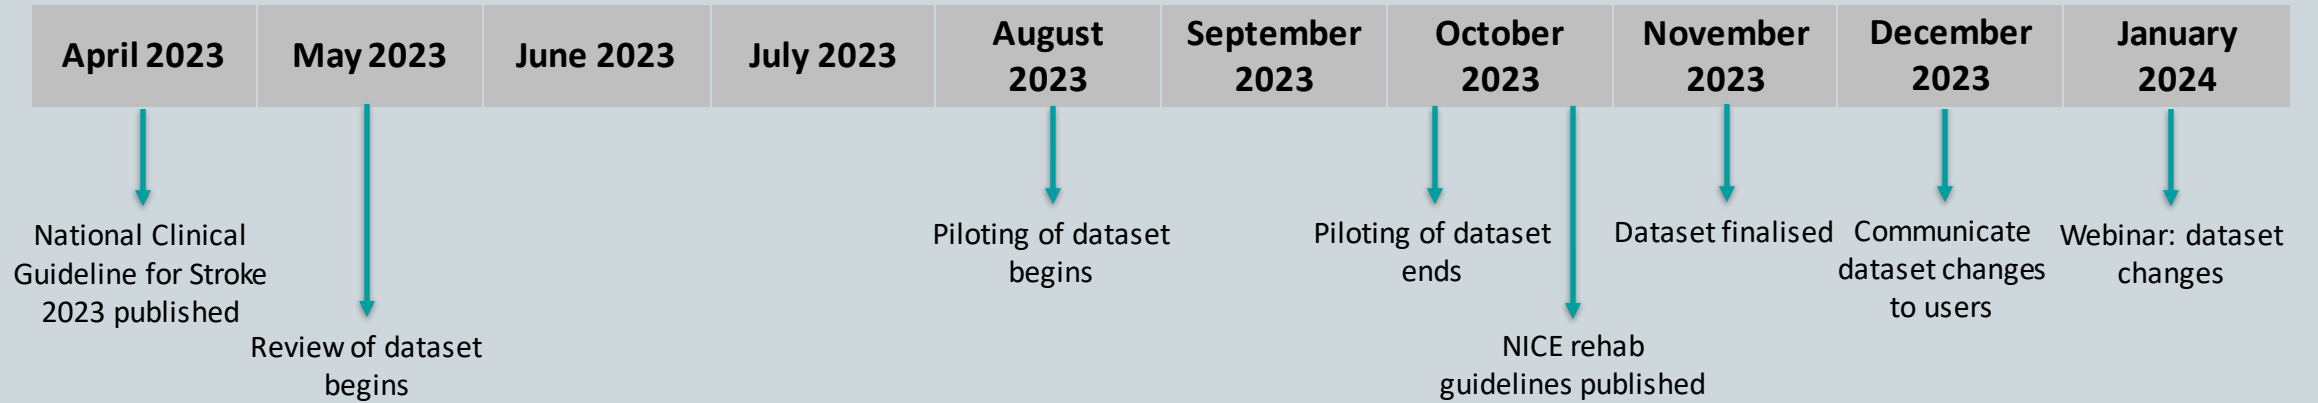 April 2023
May 2023
June 2023
July 2023
August
2023
September
2023
October
2023
November
2023
December
2023
January
2024
National Clinical
Guideline for Stroke
2023 published
Review of dataset
begins
Piloting of dataset
begins
Piloting of dataset
ends
NICE rehab
guidelines published
Dataset finalised
Communicate
dataset changes
to users
Webinar: dataset
changes